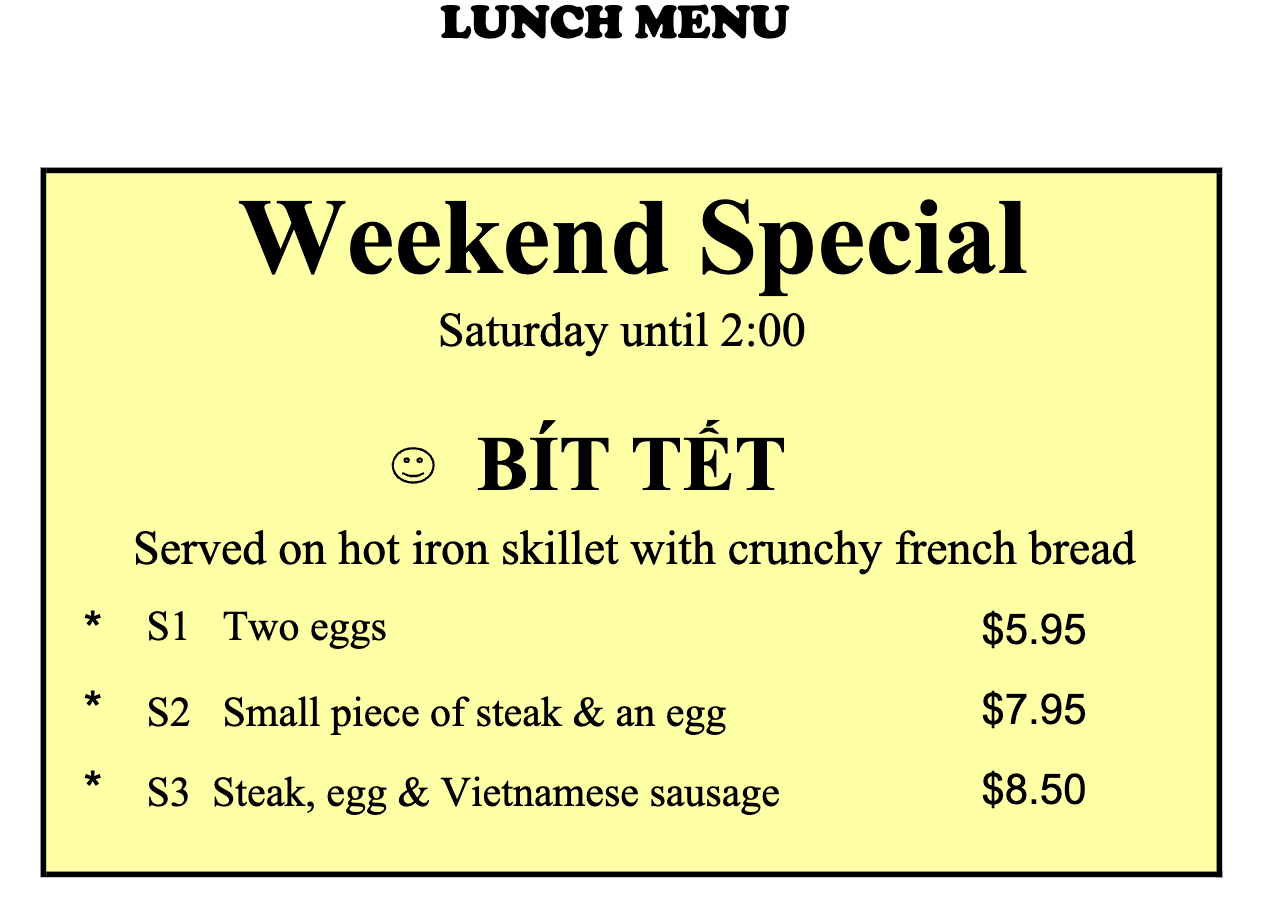 LUNCH MENU
Weekend Special
Saturday until 2:00
☺ BÍT TẾT
Served on hot iron skillet with crunchy french bread
* S1 Two eggs $5.95
* S2 Small piece of steak & an egg $7.95
* S3 Steak, egg & Vietnamese sausage $8.50